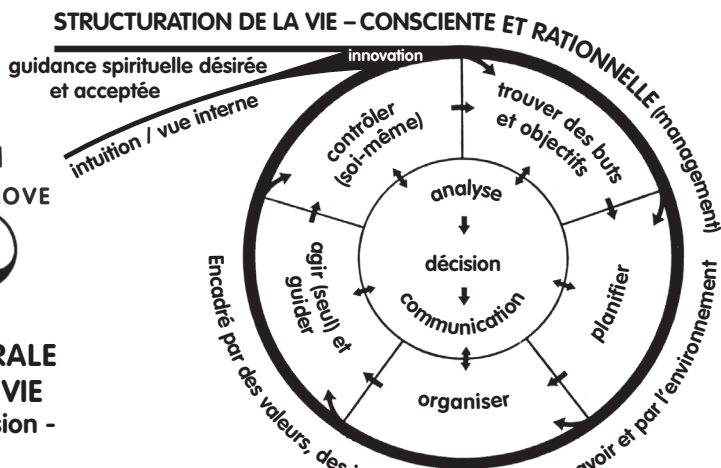 STRUCTURATION DE LA VIE – CONSCIENTE ET RATIONNELLE (management)
guidance spirituelle désirée
et acceptée
innovation
intuition / vue interne
OVE
RALE
VIE
sion -
contrôler
(soi-même)
trouver des buts
et objectifs
planifier
organiser
agir (seul) et
guider
analyse
décision
communication
Encadré par des valeurs, des
avoir et par l'environnement